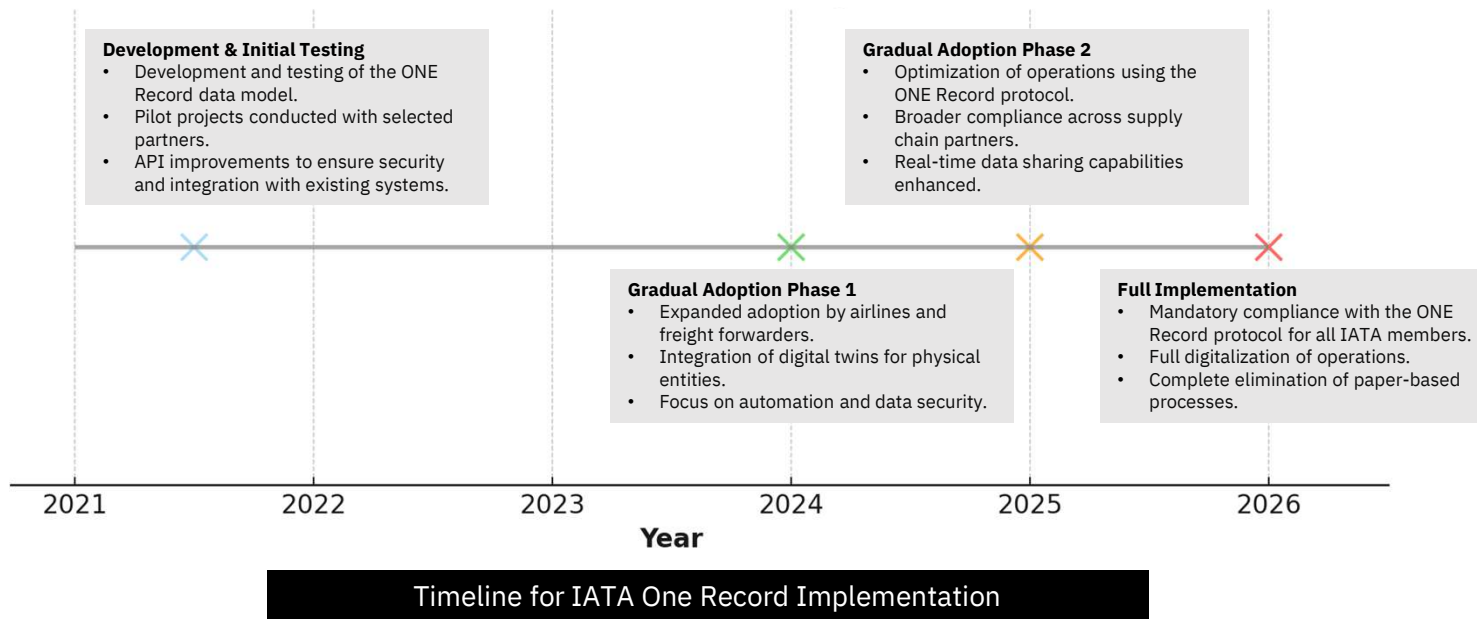 Development & Initial Testing
• Development and testing of the ONE
Record data model.
• Pilot projects conducted with selected
partners.
• API improvements to ensure security
and integration with existing systems.
Gradual Adoption Phase 2
• Optimization of operations using the
ONE Record protocol.
• Broader compliance across supply
chain partners.
• Real-time data sharing capabilities
enhanced.
Gradual Adoption Phase 1
• Expanded adoption by airlines and
freight forwarders.
• Integration of digital twins for physical
entities.
• Focus on automation and data security.
Full Implementation
• Mandatory compliance with the ONE
Record protocol for all IATA members.
• Full digitalization of operations.
• Complete elimination of paper-based
processes.
2021 2022 2023 2024 2025 2026
Year
Timeline for IATA One Record Implementation